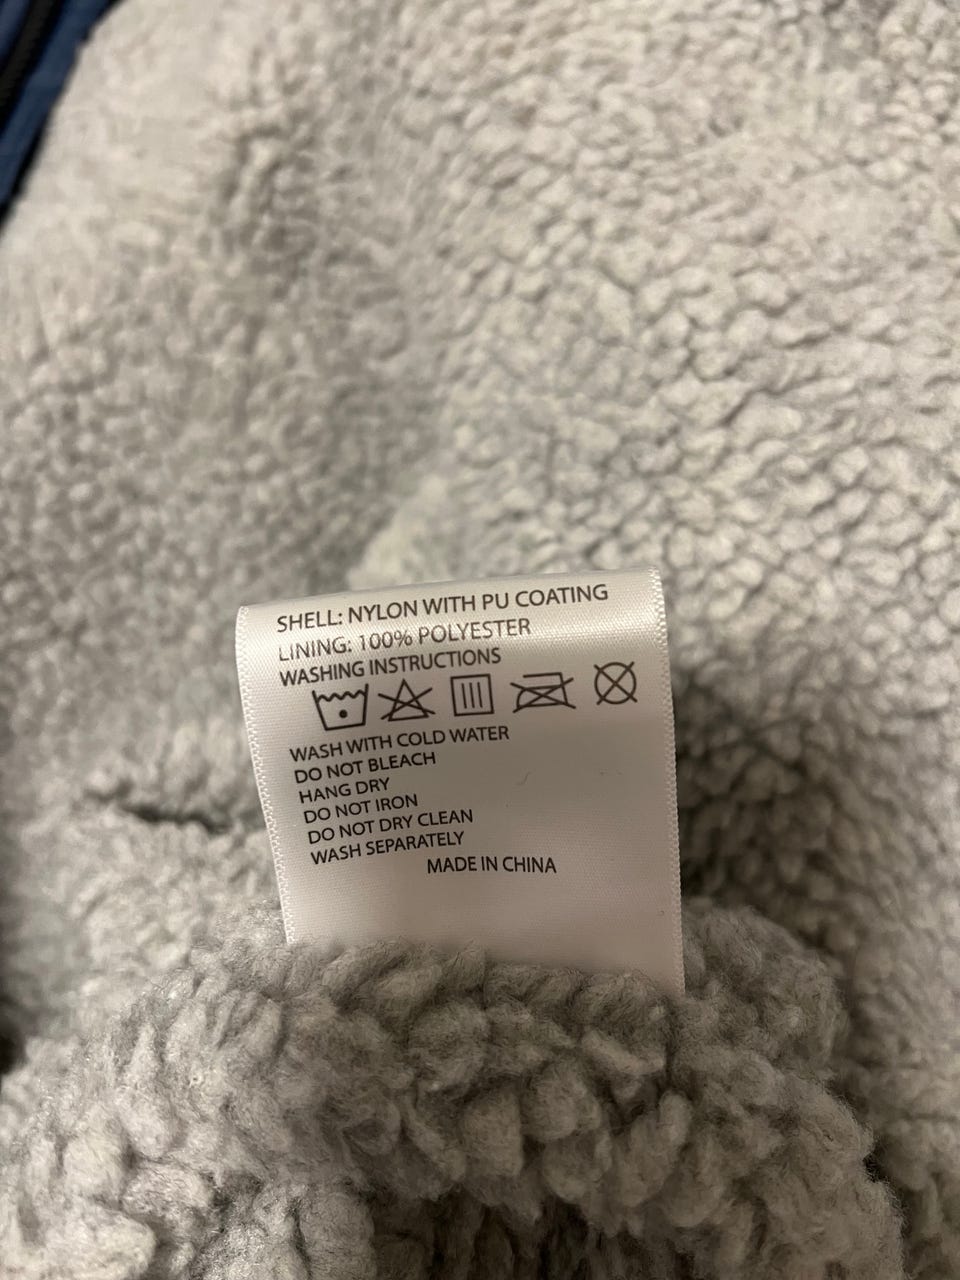 SHELL: NYLON WITH PU COATING
LINING: 100% POLYESTER
WASHING INSTRUCTIONS
WASH WITH COLD WATER
DO NOT BLEACH
HANG DRY
DO NOT IRON
DO NOT DRY CLEAN
WASH SEPARATELY
MADE IN CHINA